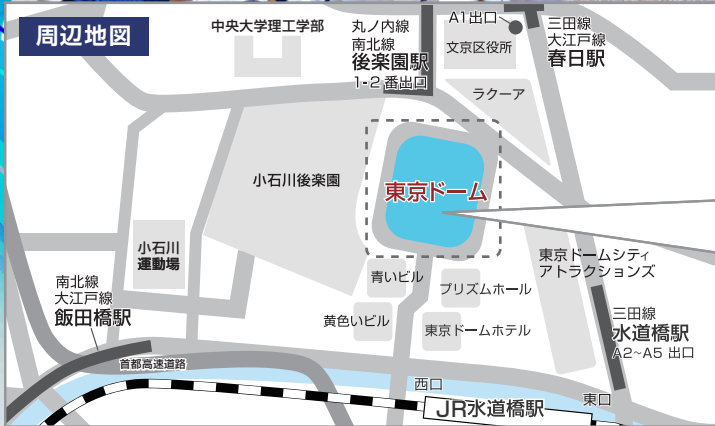 周辺地図
中央大学理工学部
丸ノ内線
南北線
後楽園駅
1-2 番出口
A1出口
文京区役所
三田線
大江戸線
春日駅
ラクーア
小石川後楽園
東京ドーム
小石川
運動場
東京ドームシティ
アトラクションズ
青いビル
プリズムホール
黄色いビル
東京ドームホテル
南北線
大江戸線
飯田橋駅
三田線
水道橋駅
A2~A5 出口
首都高速道路
西口
東口
JR水道橋駅